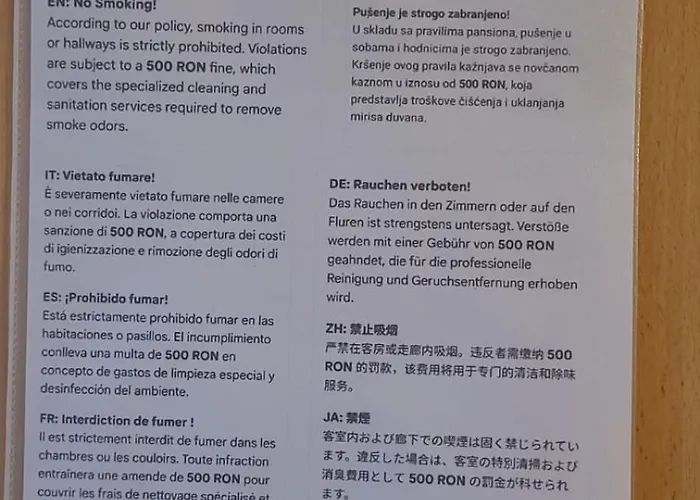 EN: No Smoking!
According to our policy, smoking in rooms
or hallways is strictly prohibited. Violations
are subject to a 500 RON fine, which
covers the specialized cleaning and
sanitation services required to remove
smoke odors.
IT: Vietato fumare!
È severamente vietato fumare nelle camere
o nei corridoi. La violazione comporta una
sanzione di 500 RON, a copertura dei costi
di igienizzazione e rimozione degli odori di
fumo.
ES: ¡Prohibido fumar!
Está estrictamente prohibido fumar en las
habitaciones o pasillos. El incumplimiento
conlleva una multa de 500 RON en
concepto de gastos de limpieza especial y
desinfección del ambiente.
FR: Interdiction de fumer !
Il est strictement interdit de fumer dans les
chambres ou les couloirs. Toute infraction
entraînera une amende de 500 RON pour
couvrir les frais de nettoyage spécialisé et
Pušenje je strogo zabranjeno!
U skladu sa pravilima pansiona, pušenje u
sobama i hodnicima je strogo zabranjeno.
Kršenje ovog pravila kažnjava se novčanom
kaznom u iznosu od 500 RON, koja
predstavlja troškove čišćenja i uklanjanja
mirisa duvana.
DE: Rauchen verboten!
Das Rauchen in den Zimmern oder auf den
Fluren ist strengstens untersagt. Verstöße
werden mit einer Gebühr von 500 RON
geahndet, die für die professionelle
Reinigung und Geruchsentfernung erhoben
wird.
ZH: 禁止吸烟
严禁在客房或走廊内吸烟。违反者需缴纳 500
RON 的罚款，该费用将用于专门的清洁和除味
服务。
JA: 禁煙
客室内および廊下での喫煙は固く禁じられてい
ます。違反した場合は、客室の特別清掃および
消臭費用として 500 RON の罰金が科せられ
ます。